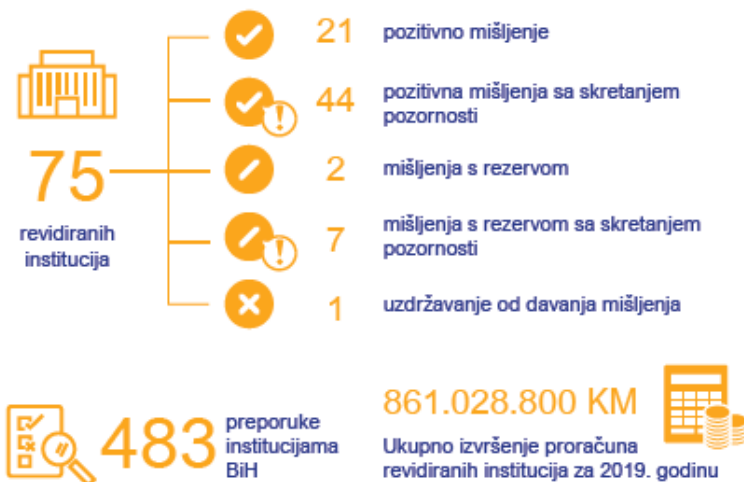 21 pozitivno mišljenje
44 pozitivna mišljenja sa skretanjem
pozornosti
75
revidiranih
institucija
2 mišljenja s rezervom
7 mišljenja s rezervom sa skretanjem
pozornosti
1 uzdržavanje od davanja mišljenja
483 preporuke
institucijama
BiH
861.028.800 KM
Ukupno izvršenje proračuna
revidiranih institucija za 2019. godinu